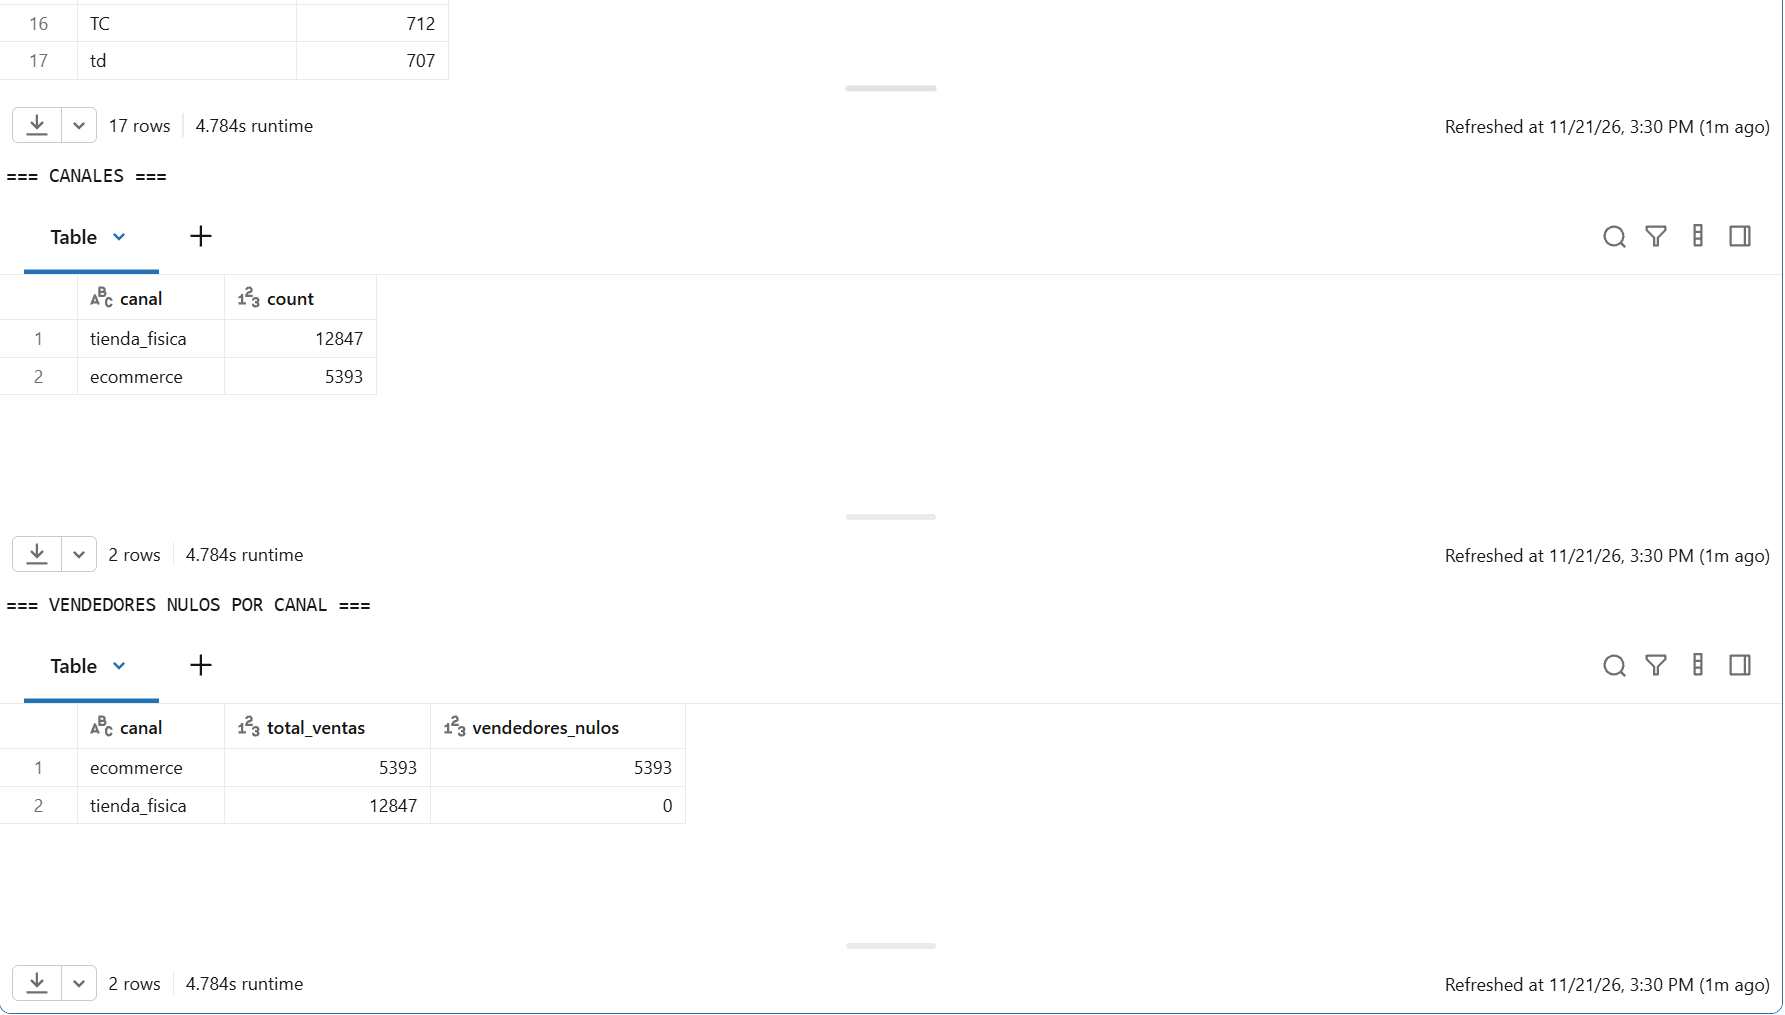 16 TC 712
17 td 707
17 rows 4.784s runtime Refreshed at 11/21/26, 3:30 PM (1m ago)
=== CANALES ===
Table
canal count
1 tienda_fisica 12847
2 ecommerce 5393
2 rows 4.784s runtime Refreshed at 11/21/26, 3:30 PM (1m ago)
=== VENDEDORES NULOS POR CANAL ===
Table
canal total_ventas vendedores_nulos
1 ecommerce 5393 5393
2 tienda_fisica 12847 0
2 rows 4.784s runtime Refreshed at 11/21/26, 3:30 PM (1m ago)